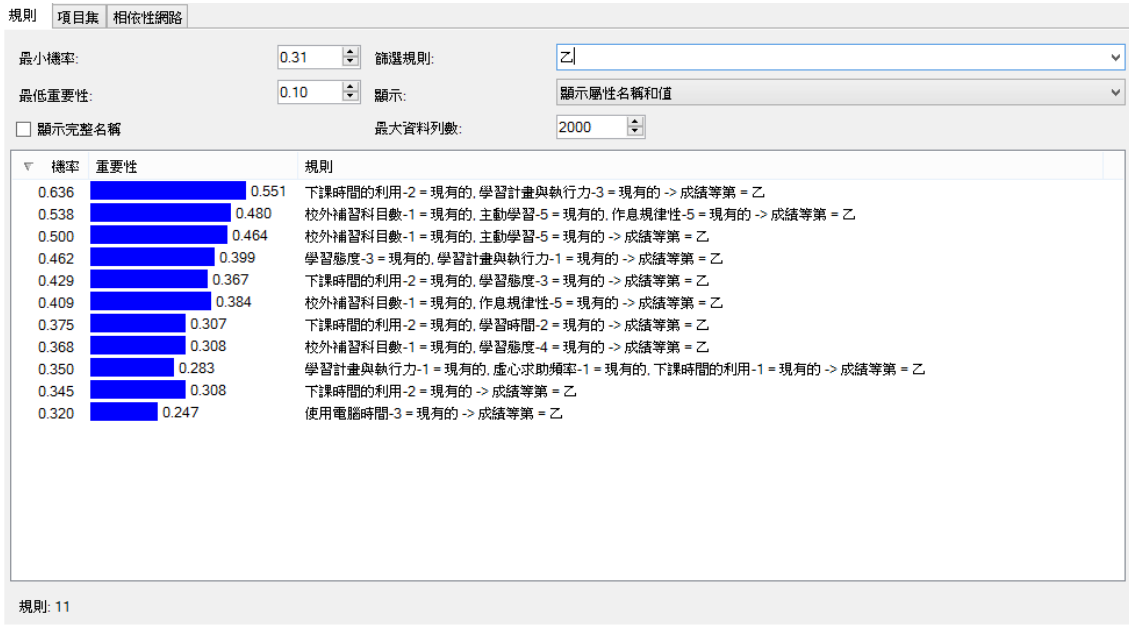 規則 項目集 相依性網路
最小機率: 0.31 篩選規則: 乙
最低重要性: 0.10 顯示: 顯示屬性名稱和值
顯示完整名稱 最大資料列數: 2000
機率 重要性 規則
0.636 0.551 下課時間的利用-2 = 現有的, 學習計畫與執行力-3 = 現有的 -> 成績等第 = 乙
0.538 0.480 校外補習科目數-1 = 現有的, 主動學習-5 = 現有的, 作息規律性-5 = 現有的 -> 成績等第 = 乙
0.500 0.464 校外補習科目數-1 = 現有的, 主動學習-5 = 現有的 -> 成績等第 = 乙
0.462 0.399 學習態度-3 = 現有的, 學習計畫與執行力-1 = 現有的 -> 成績等第 = 乙
0.429 0.367 下課時間的利用-2 = 現有的, 學習態度-3 = 現有的 -> 成績等第 = 乙
0.409 0.384 校外補習科目數-1 = 現有的, 作息規律性-5 = 現有的 -> 成績等第 = 乙
0.375 0.307 下課時間的利用-2 = 現有的, 學習時間-2 = 現有的 -> 成績等第 = 乙
0.368 0.308 校外補習科目數-1 = 現有的, 學習態度-4 = 現有的 -> 成績等第 = 乙
0.350 0.283 學習計畫與執行力-1 = 現有的, 虛心求助頻率-1 = 現有的, 下課時間的利用-1 = 現有的 -> 成績等第 = 乙
0.345 0.308 下課時間的利用-2 = 現有的 -> 成績等第 = 乙
0.320 0.247 使用電腦時間-3 = 現有的 -> 成績等第 = 乙
規則: 11